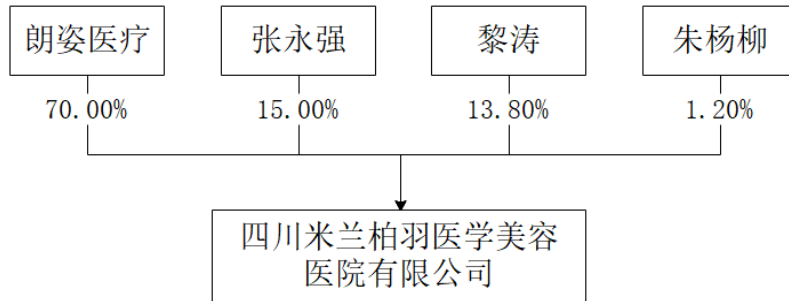 朗姿医疗
张永强
黎涛
朱杨柳
70.00%
15.00%
13.80%
1.20%
四川米兰柏羽医学美容
医院有限公司